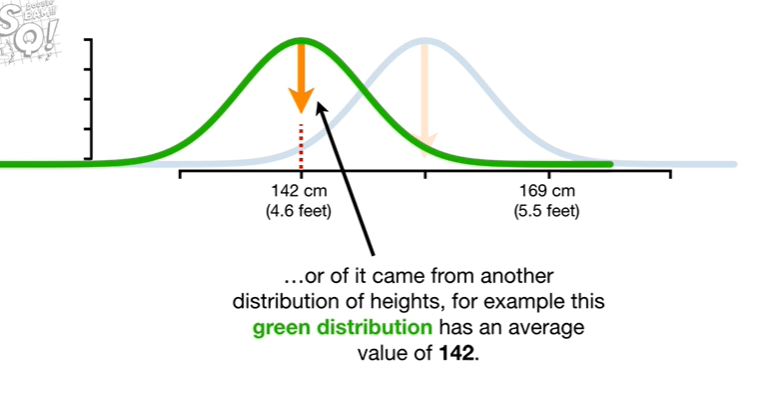 142 cm
(4.6 feet)
169 cm
(5.5 feet)
…or of it came from another
distribution of heights, for example this
green distribution has an average
value of 142.